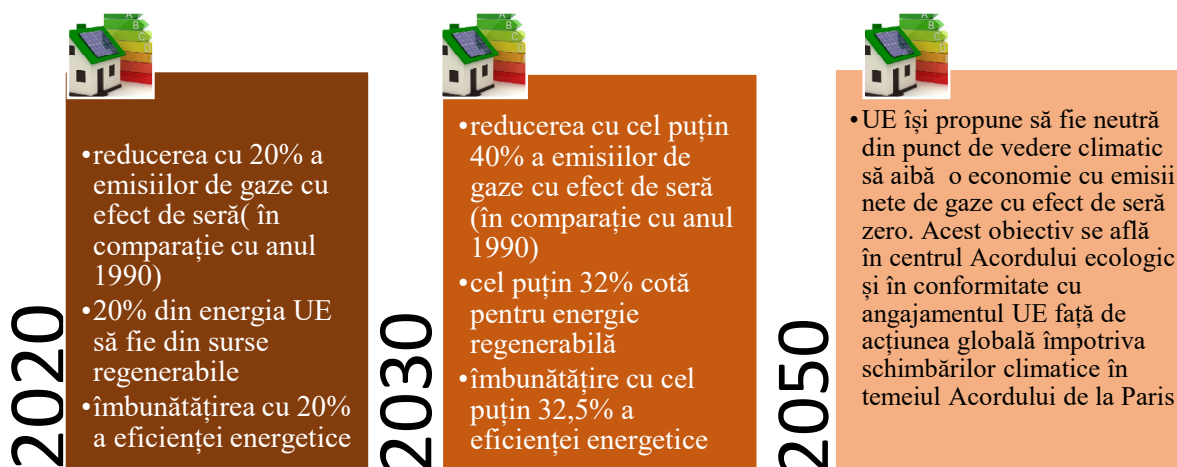 2020
•reducerea cu 20% a
emisiilor de gaze cu
efect de seră( în
comparație cu anul
1990)
•20% din energia UE
să fie din surse
regenerabile
•îmbunătățirea cu 20%
a eficienței energetice
2030
•reducerea cu cel puțin
40% a emisiilor de
gaze cu efect de seră
(în comparație cu anul
1990)
•cel puțin 32% cotă
pentru energie
regenerabilă
•îmbunătățire cu cel
puțin 32,5% a
eficienței energetice
2050
•UE își propune să fie neutră
din punct de vedere climatic
să aibă  o economie cu emisii
nete de gaze cu efect de seră
zero. Acest obiectiv se află
în centrul Acordului ecologic
și în conformitate cu
angajamentul UE față de
acțiunea globală împotriva
schimbărilor climatice în
temeiul Acordului de la Paris